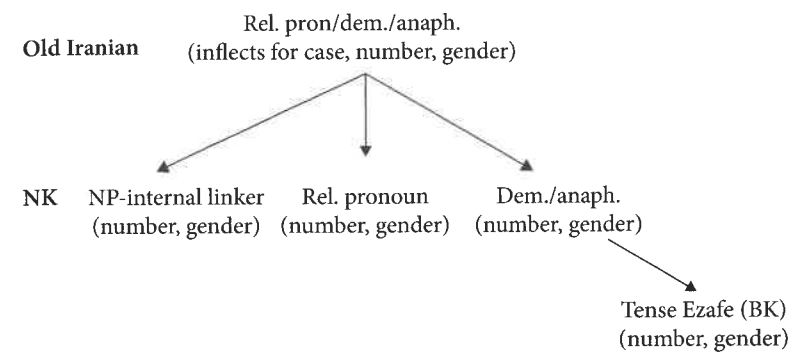 Rel. pron/dem./anaph.
Old Iranian (inflects for case, number, gender)
NK NP-internal linker Rel. pronoun Dem./anaph.
(number, gender) (number, gender) (number, gender)
Tense Ezafe (BK)
(number, gender)